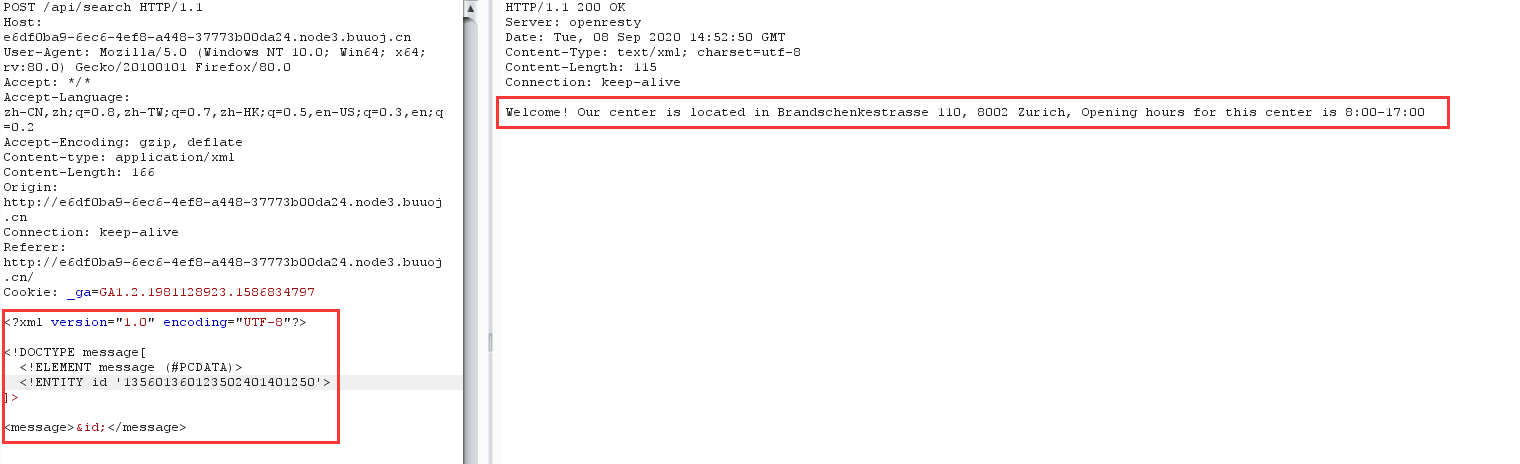 POST /api/search HTTP/1.1
Host:
e6df0ba9-6ec6-4ef8-a448-37773b00da24.node3.buuoj.cn
User-Agent: Mozilla/5.0 (Windows NT 10.0; Win64; x64;
rv:80.0) Gecko/20100101 Firefox/80.0
Accept: */*
Accept-Language:
zh-CN,zh;q=0.8,zh-TW;q=0.7,zh-HK;q=0.5,en-US;q=0.3,en;q
=0.2
Accept-Encoding: gzip, deflate
Content-type: application/xml
Content-Length: 166
Origin:
http://e6df0ba9-6ec6-4ef8-a448-37773b00da24.node3.buuoj
.cn
Connection: keep-alive
Referer:
http://e6df0ba9-6ec6-4ef8-a448-37773b00da24.node3.buuoj
.cn/
Cookie: _ga=GA1.2.1981128923.1586834797
<?xml version="1.0" encoding="UTF-8"?>
<!DOCTYPE message[
<!ELEMENT message (#PCDATA)>
<!ENTITY id '135601360123502401401250'>
]>
<message>&id;</message>
HTTP/1.1 200 OK
Server: openresty
Date: Tue, 08 Sep 2020 14:52:50 GMT
Content-Type: text/xml; charset=utf-8
Content-Length: 115
Connection: keep-alive
Welcome! Our center is located in Brandschenkestrasse 110, 8002 Zurich, Opening hours for this center is 8:00-17:00